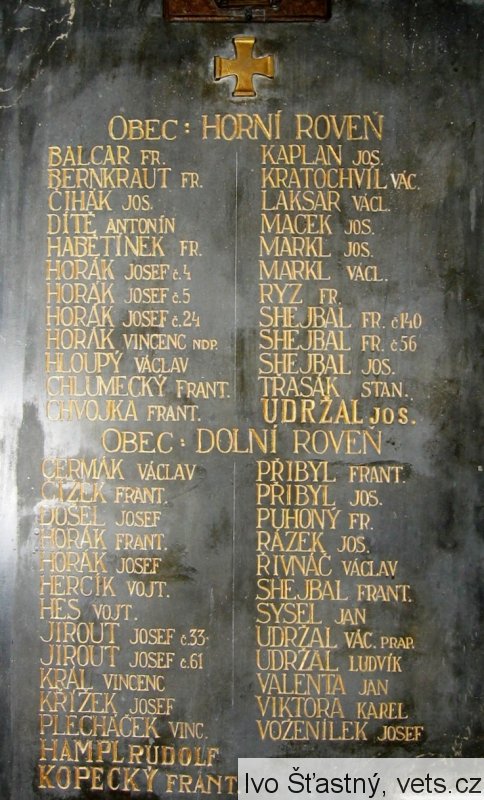 OBEC: HORNÍ ROVEŇ
BALCAR FR.
BERNKRAUT FR.
ČIHÁK JOS.
DÍTĚ ANTONÍN
HABĚTÍNEK FR.
HORÁK JOSEF č.4
HORÁK JOSEF č.5
HORÁK JOSEF č.24
HORÁK VINCENC NDP.
HLOUPÝ VÁCLAV
CHLUMECKÝ FRANT.
CHVOJKA FRANT.
KAPLAN JOS.
KRATOCHVÍL VÁC.
LAKSAR VÁCL.
MACEK JOS.
MARKL JOS.
MARKL VÁCL.
RYZ FR.
SHEJBAL FR. č140
SHEJBAL FR. č56
SHEJBAL JOS.
TRASÁK STAN.
UDRŽAL JOS.
OBEC: DOLNÍ ROVEŇ
ČERMÁK VÁCLAV
ČÍŽEK FRANT.
DOSEL JOSEF
HORÁK FRANT.
HORÁK JOSEF
HERČÍK VOJT.
HES VOJT.
JIROUT JOSEF č.33
JIROUT JOSEF č.61
KRÁL VINCENC
KŘÍŽEK JOSEF
PLECHÁČEK VINC.
HAMPL RUDOLF
KOPECKÝ FRANT.
PŘIBYL FRANT.
PŘIBYL JOS.
PUHONÝ FR.
RÁZEK JOS.
ŘIVNÁČ VÁCLAV
SHEJBAL FRANT.
SYSEL JAN
UDRŽAL VÁC. PRAP.
UDRŽAL LUDVÍK
VALENTA JAN
VIKTORA KAREL
VOŽENÍLEK JOSEF
Ivo Šťastný, vets.cz